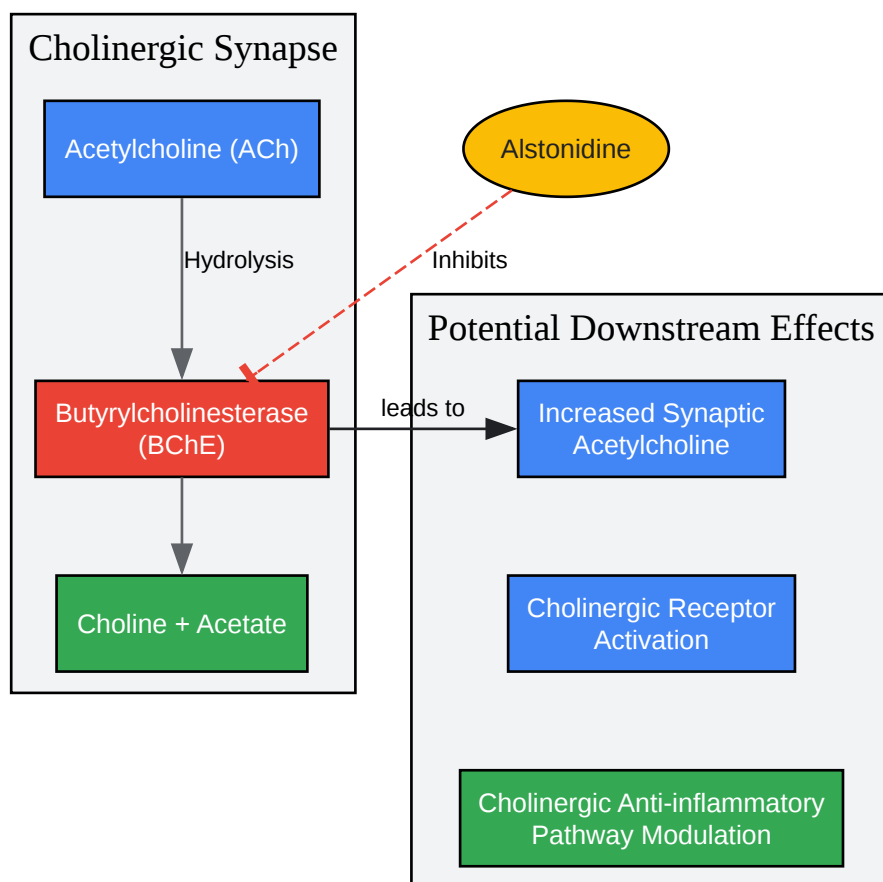 Cholinergic Synapse
Acetylcholine (ACh)
Alstonidine
Hydrolysis
Inhibits
Potential Downstream Effects
Butyrylcholinesterase
(BChE)
leads to
Increased Synaptic
Acetylcholine
Choline + Acetate
Cholinergic Receptor
Activation
Cholinergic Anti-inflammatory
Pathway Modulation